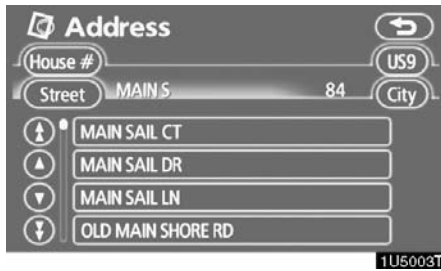 Address
House #
US9
Street MAIN S 84 City
MAIN SAIL CT
MAIN SAIL DR
MAIN SAIL LN
OLD MAIN SHORE RD
1U5003T